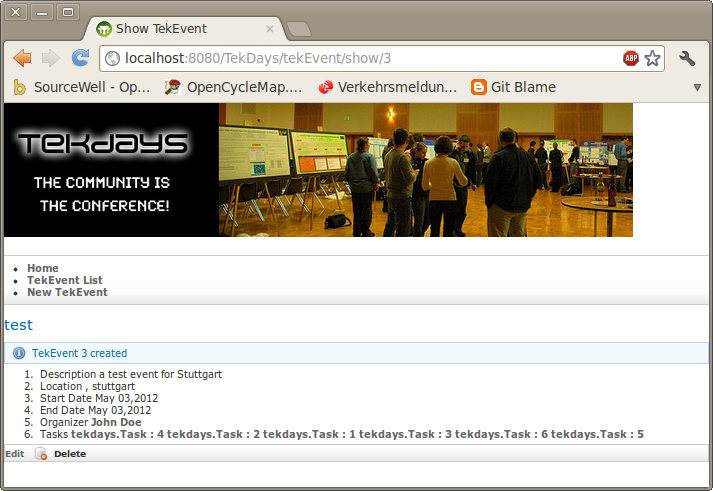 Show TekEvent
localhost:8080/TekDays/tekEvent/show/3
ABP
SourceWell - Op... OpenCycleMap.... Verkehrsmeldun... Git Blame
TekDays
THE COMMUNITY IS
THE CONFERENCE!
Home
TekEvent List
New TekEvent
test
TekEvent 3 created
1. Description a test event for Stuttgart
2. Location , stuttgart
3. Start Date May 03,2012
4. End Date May 03,2012
5. Organizer John Doe
6. Tasks tekdays.Task : 4 tekdays.Task : 2 tekdays.Task : 1 tekdays.Task : 3 tekdays.Task : 6 tekdays.Task : 5
Edit Delete